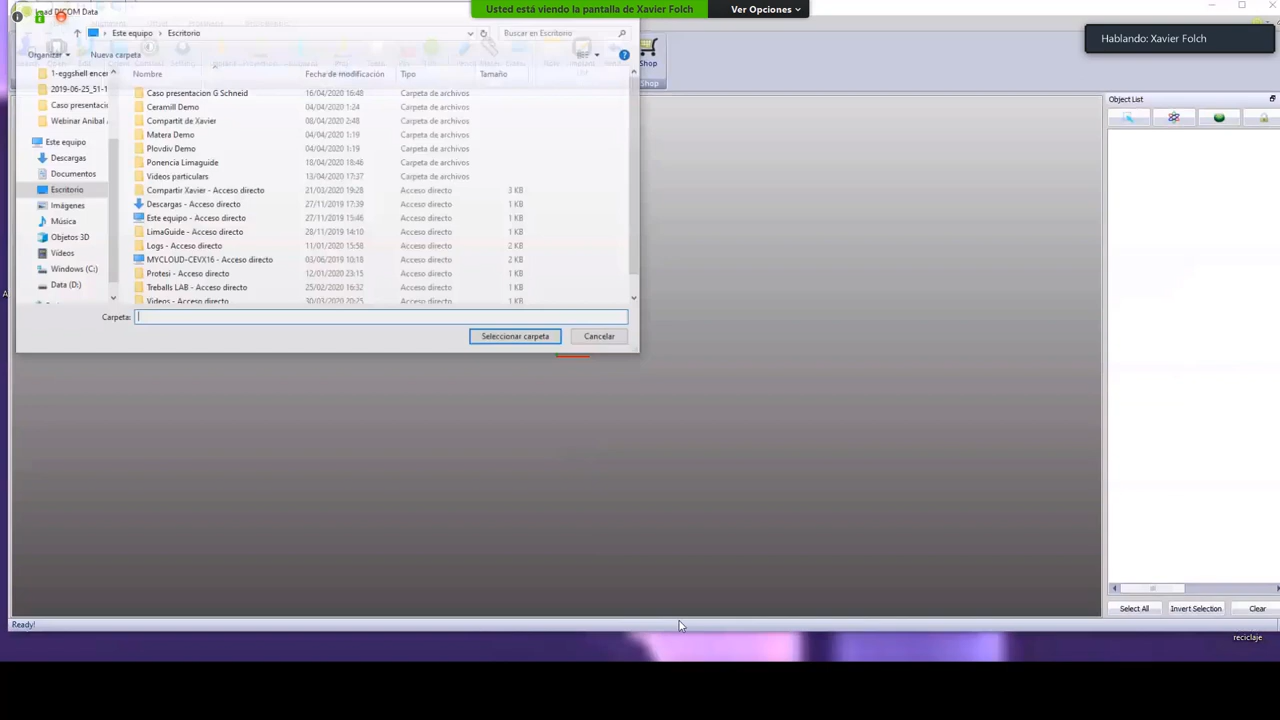 Load DICOM Data
Usted está viendo la pantalla de Xavier Folch
Ver Opciones
Hablando: Xavier Folch
Este equipo > Escritorio
Buscar en Escritorio
Organizar
Nueva carpeta
Shop
Shop
Nombre Fecha de modificación Tipo Tamaño
1-eggshell encer
2019-06-25_51-1
Caso presentaci
Webinar Anibal
Este equipo
Descargas
Documentos
Escritorio
Imágenes
Música
Objetos 3D
Vídeos
Windows (C:)
Data (D:)
Caso presentacion G Schneid 16/04/2020 16:48 Carpeta de archivos
Ceramill Demo 04/04/2020 1:24 Carpeta de archivos
Compartit de Xavier 08/04/2020 2:48 Carpeta de archivos
Matera Demo 04/04/2020 1:19 Carpeta de archivos
Plovdiv Demo 04/04/2020 1:19 Carpeta de archivos
Ponencia Limaguide 18/04/2020 18:46 Carpeta de archivos
Videos particulars 13/04/2020 17:37 Carpeta de archivos
Compartir Xavier - Acceso directo 21/03/2020 19:28 Acceso directo 3 KB
Descargas - Acceso directo 27/11/2019 17:39 Acceso directo 1 KB
Este equipo - Acceso directo 27/11/2019 15:46 Acceso directo 1 KB
LimaGuide - Acceso directo 28/11/2019 14:10 Acceso directo 1 KB
Logs - Acceso directo 11/01/2020 15:58 Acceso directo 2 KB
MYCLOUD-CEVX16 - Acceso directo 03/06/2019 10:18 Acceso directo 2 KB
Protesi - Acceso directo 12/01/2020 23:15 Acceso directo 1 KB
Treballs LAB - Acceso directo 25/02/2020 16:32 Acceso directo 1 KB
Videos - Acceso directo 30/03/2020 20:25 Acceso directo 1 KB
Carpeta:
Seleccionar carpeta
Cancelar
Object List
Select All
Invert Selection
Clear
Ready!
reciclaje